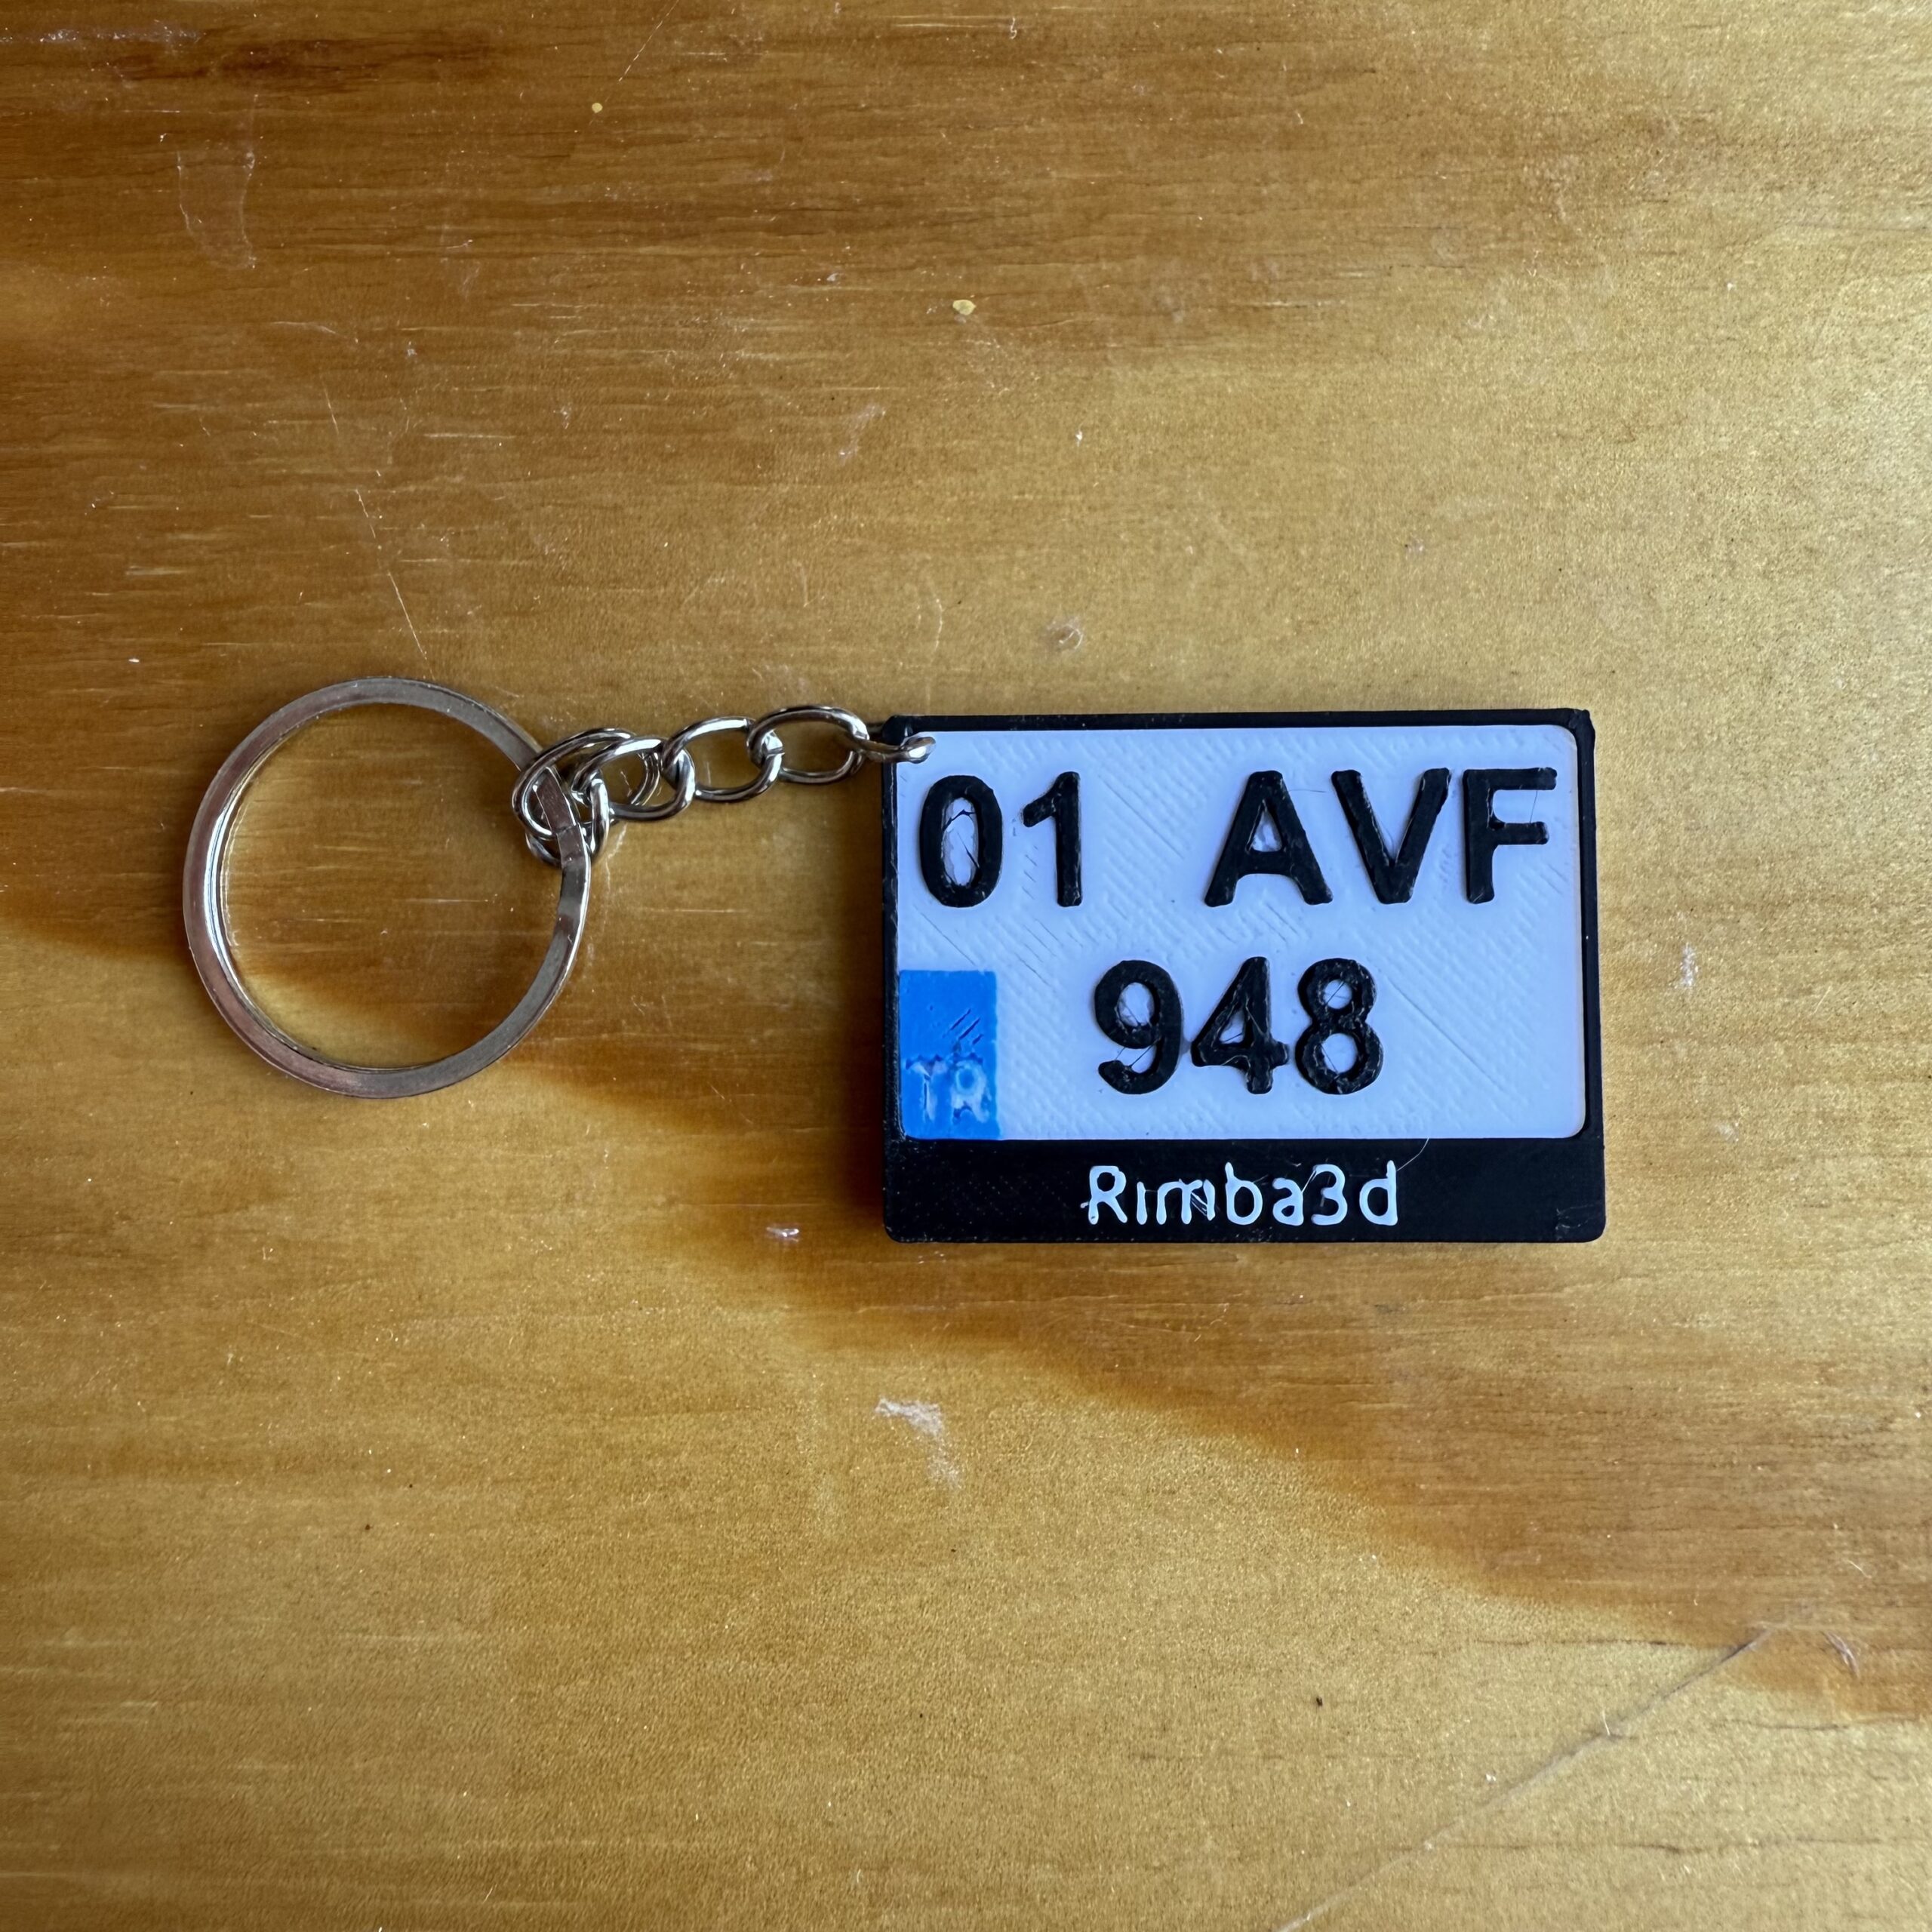 01 AVF
948
TR
Rimba3d